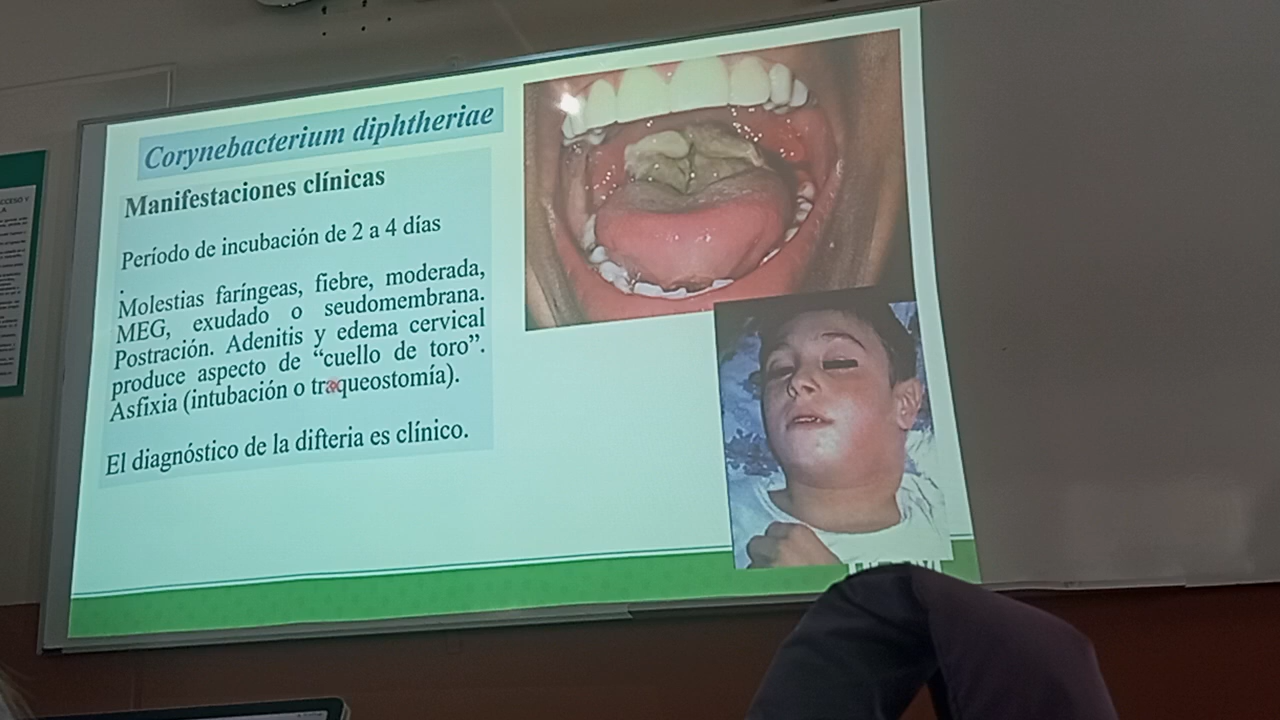 Corynebacterium diphtheriae
Manifestaciones clínicas
Período de incubación de 2 a 4 días
.
Molestias faríngeas, fiebre, moderada,
MEG, exudado o seudomembrana.
Postración. Adenitis y edema cervical
produce aspecto de “cuello de toro”.
Asfixia (intubación o traqueostomía).
El diagnóstico de la difteria es clínico.